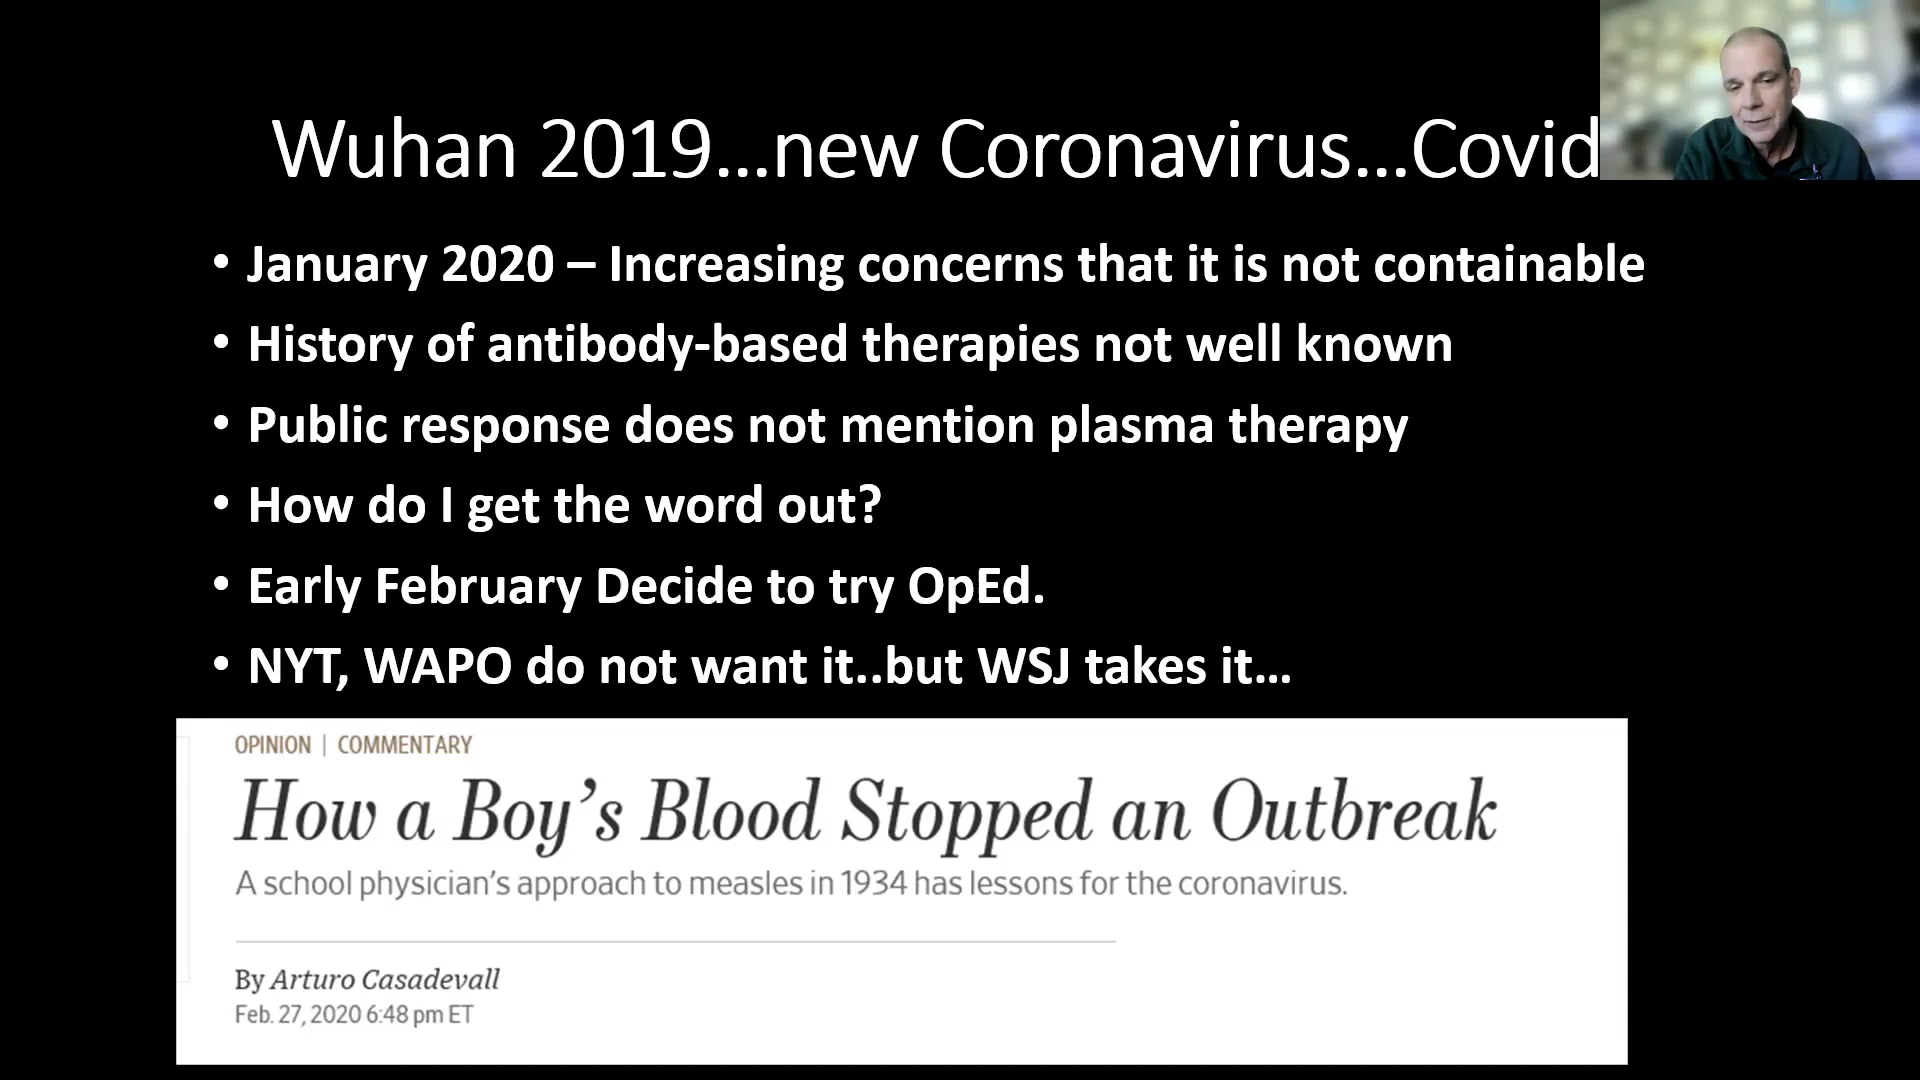 Wuhan 2019...new Coronavirus...Covid
• January 2020 – Increasing concerns that it is not containable
• History of antibody-based therapies not well known
• Public response does not mention plasma therapy
• How do I get the word out?
• Early February Decide to try OpEd.
• NYT, WAPO do not want it..but WSJ takes it...
OPINION | COMMENTARY
How a Boy’s Blood Stopped an Outbreak
A school physician’s approach to measles in 1934 has lessons for the coronavirus.
By Arturo Casadevall
Feb. 27, 2020 6:48 pm ET